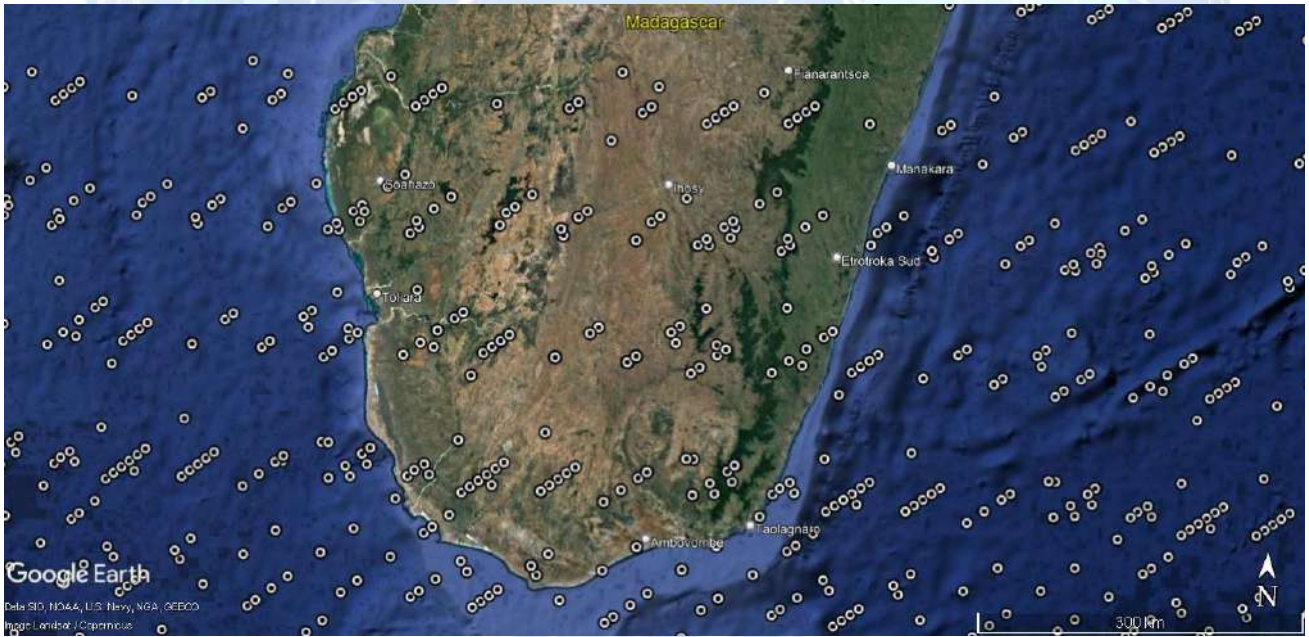 Madagascar
Fianarantsoa
Manakara
Soahazo
Ihosy
Etrotroka Sud
Toliara
Taolagnaro
Ambovombe
Google Earth
Data SIO, NOAA, U.S. Navy, NGA, GEBCO
Image Landsat / Copernicus
N
300 km